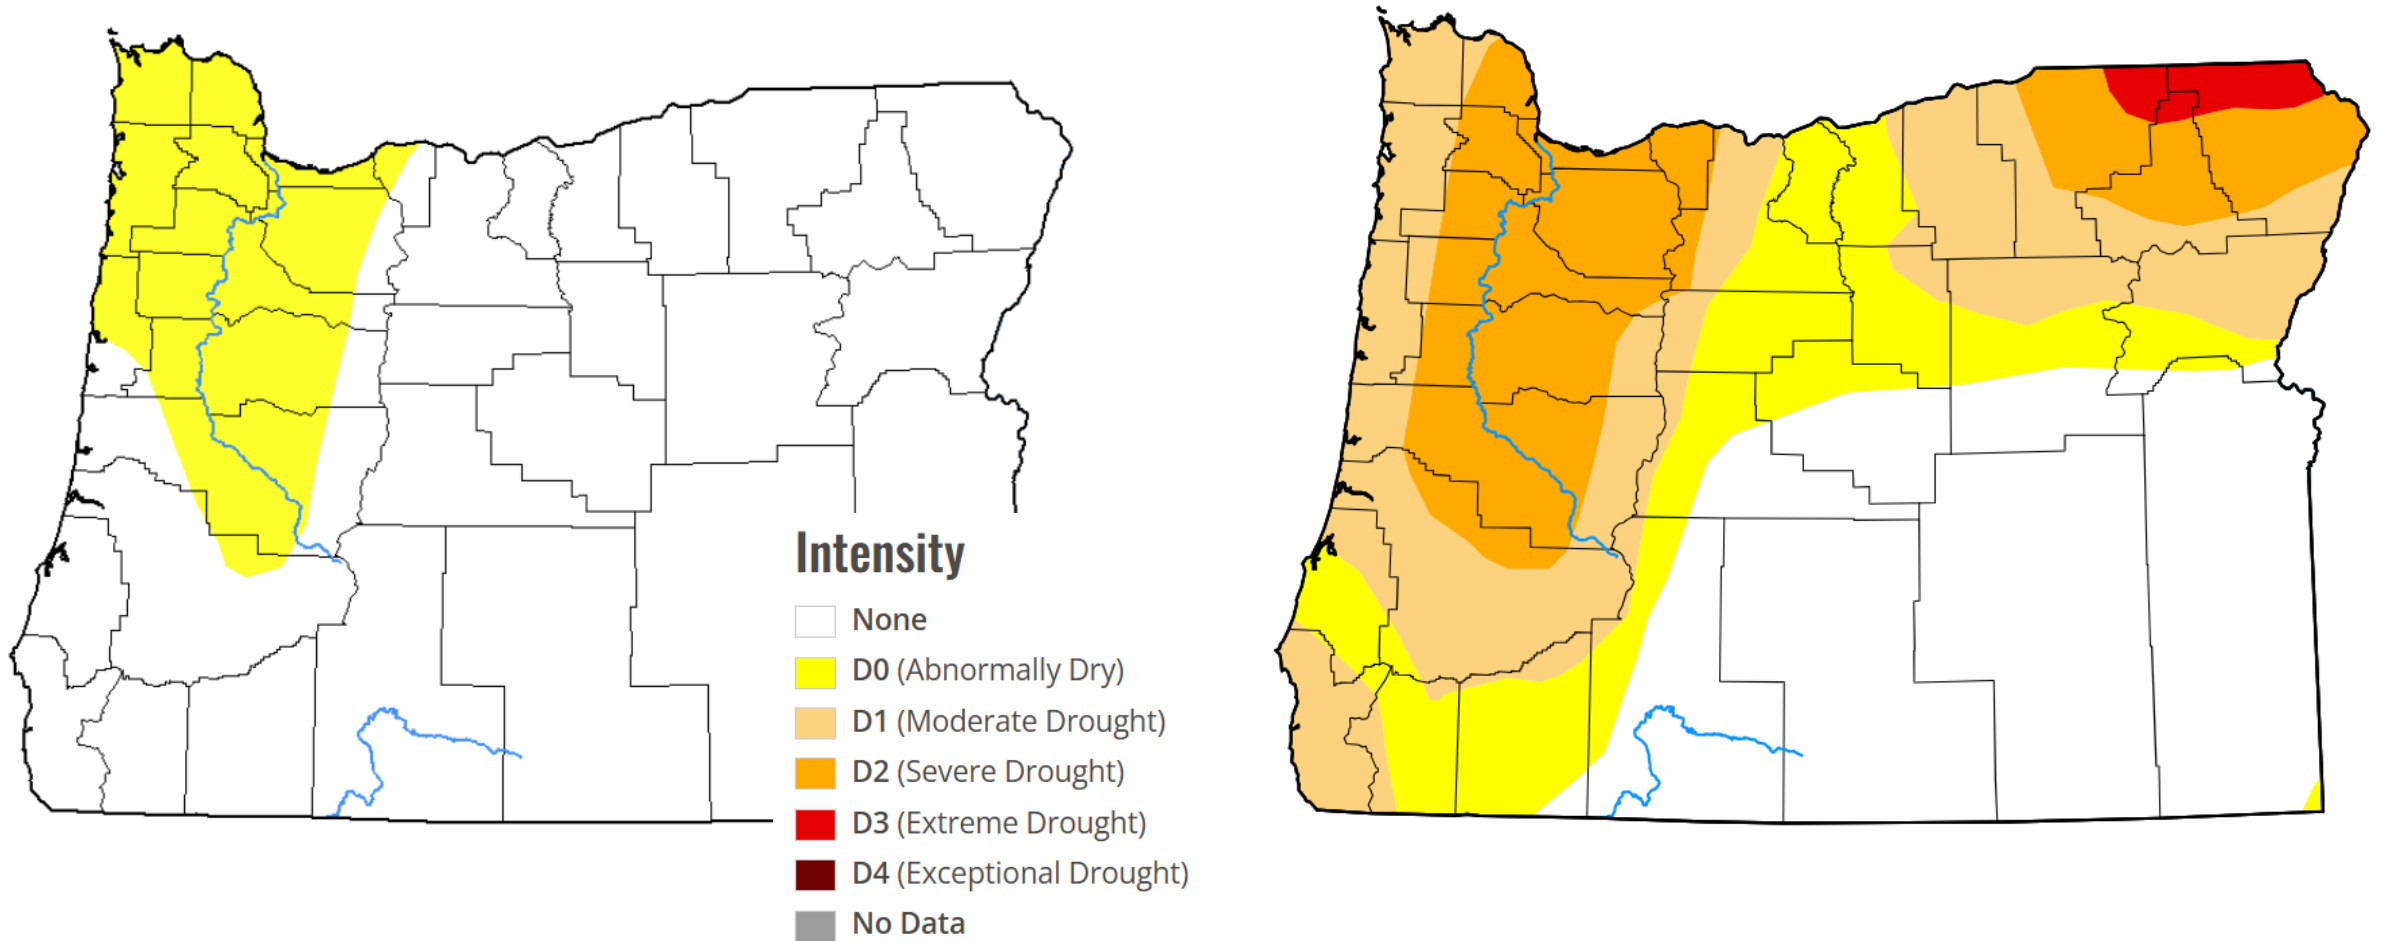 Intensity
None
D0 (Abnormally Dry)
D1 (Moderate Drought)
D2 (Severe Drought)
D3 (Extreme Drought)
D4 (Exceptional Drought)
No Data